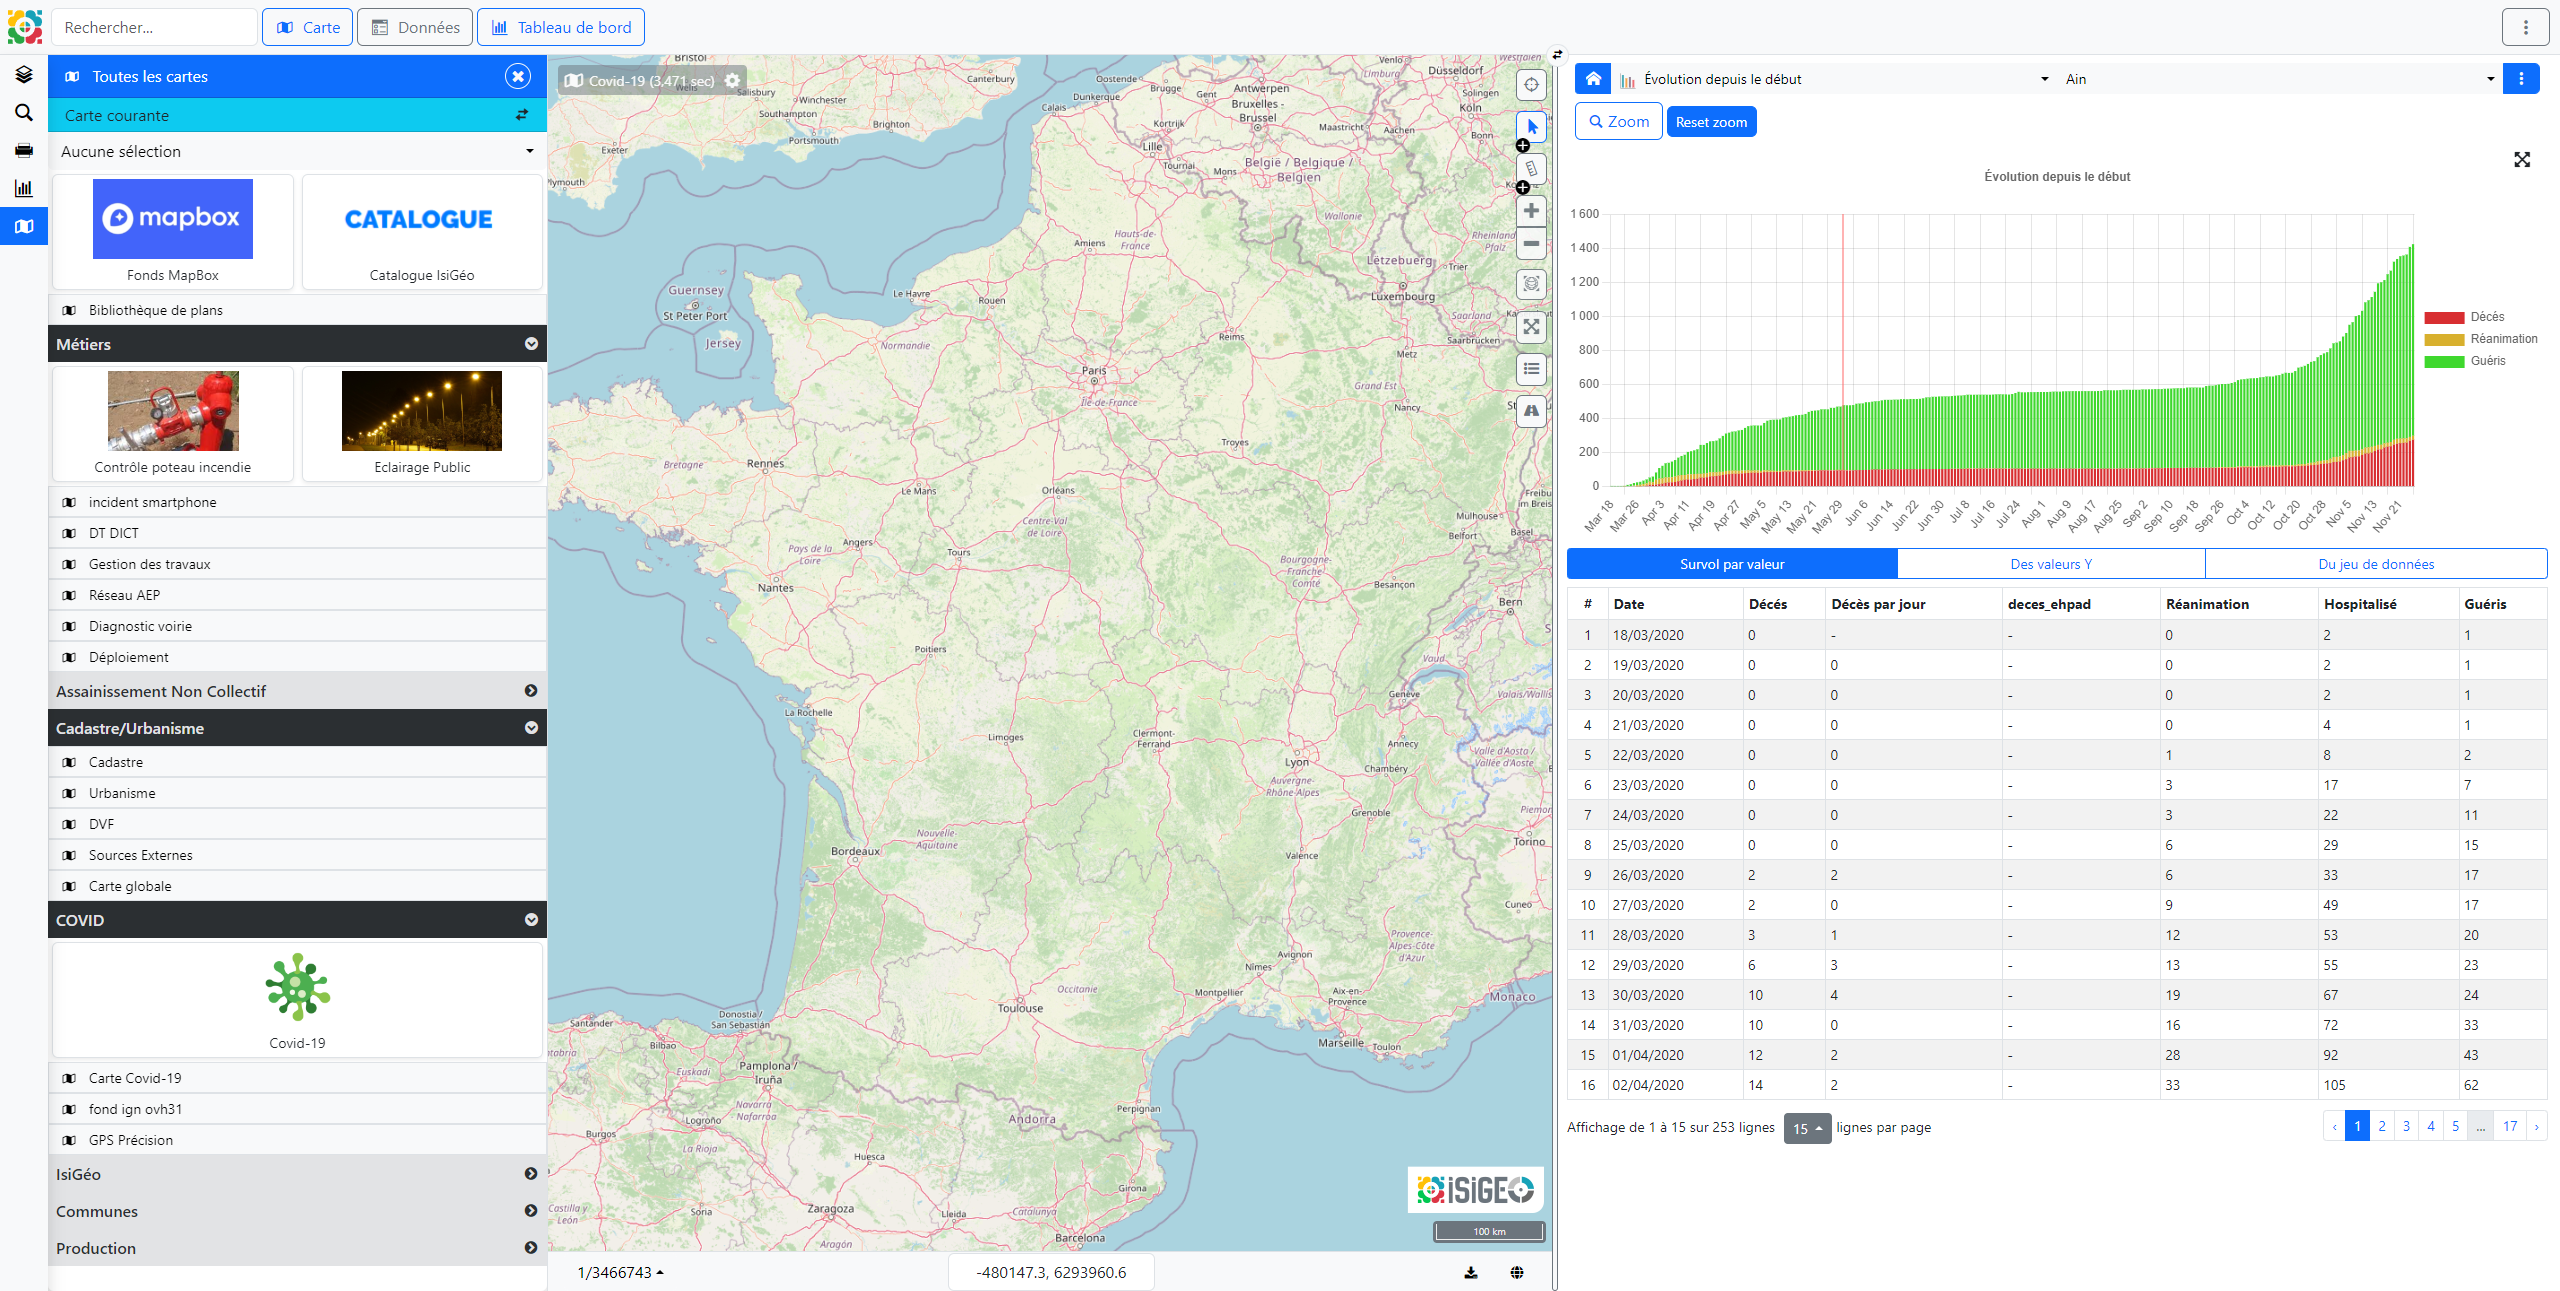 Rechercher...
Carte
Données
Tableau de bord
Toutes les cartes
Carte courante
Aucune sélection
mapbox
CATALOGUE
Fonds MapBox
Catalogue IsiGéo
Bibliothèque de plans
Métiers
Contrôle poteau incendie
Eclairage Public
incident smartphone
DT DICT
Gestion des travaux
Réseau AEP
Diagnostic voirie
Déploiement
Assainissement Non Collectif
Cadastre/Urbanisme
Cadastre
Urbanisme
DVF
Sources Externes
Carte globale
COVID
Covid-19
Carte Covid-19
fond ign ovh31
GPS Précision
IsiGéo
Communes
Production
Covid-19 (3,471 sec)
Bristol
Canterbury
Winchester
Southampton
Portsmouth
Brighton
Exeter
Plymouth
Oostende
Brugge
Gent
Antwerpen
Düsseldorf
Limburg
Calais
Dunkerque
Bruxelles -
Brussel
Köln
Kortrijk
Maastricht
Aachen
Lille
Tournai
Mons
België / Belgique /
Belgien
Wallonie
Hauts-de-
France
Amiens
Lëtzebuerg
Trier
Luxembourg
Guernsey
St Peter Port
Jersey
Le Havre
Rouen
Normandie
Reims
Saarland
Saarbrücken
Metz
Paris
Île-de-France
Grand Est
Nancy
Troyes
Bretagne
Rennes
Le Mans
Orléans
Centre-Val
de Loire
Mulhouse
Belfort
Basel
Pays de la
Loire
Angers
Tours
Bourgogne-
Franche-
Comté
Besançon
Nantes
Bern
Poitiers
Vaud
Genève
La Rochelle
Limoges
Clermont-
Ferrand
Annecy
Valle d'Aosta /
Vallée d'Aoste
Lyon
Chambéry
Auvergne-
Rhône-Alpes
Grenoble
Nouvelle-
Aquitaine
Bordeaux
Valence
Torino
Cuneo
Provence-
Alpes-Côte
d'Azur
Avignon
Nîmes
Montpellier
Aix-en-
Provence
Monaco
Occitanie
Toulouse
Marseille
Toulon
Santander
Donostia /
San Sebastián
Bilbao
Euskadi
Pamplona /
Iruña
Navarra
Nafarroa
Logroño
Burgos
La Rioja
Andorra
Perpignan
Huesca
Girona
Castilla y
León
Soria
Zaragoza
Lleida
Catalunya
Aragón
Barcelona
iSiGEO
100 km
1/3466743
-480147.3, 6293960.6
Évolution depuis le début
Ain
Zoom
Reset zoom
Évolution depuis le début
1 600
1 400
1 200
1 000
800
600
400
200
0
Mar 18
Mar 26
Apr 3
Apr 11
Apr 19
Apr 27
May 5
May 13
May 21
May 29
Jun 6
Jun 14
Jun 22
Jun 30
Jul 8
Jul 16
Jul 24
Aug 1
Aug 9
Aug 17
Aug 25
Sep 2
Sep 10
Sep 18
Sep 26
Oct 4
Oct 12
Oct 20
Oct 28
Nov 5
Nov 13
Nov 21
Décés
Réanimation
Guéris
Survol par valeur
Des valeurs Y
Du jeu de données
# Date Décés Décès par jour deces_ehpad Réanimation Hospitalisé Guéris
1 18/03/2020 0 - - 0 2 1
2 19/03/2020 0 0 - 0 2 1
3 20/03/2020 0 0 - 0 2 1
4 21/03/2020 0 0 - 0 4 1
5 22/03/2020 0 0 - 1 8 2
6 23/03/2020 0 0 - 3 17 7
7 24/03/2020 0 0 - 3 22 11
8 25/03/2020 0 0 - 6 29 15
9 26/03/2020 2 2 - 6 33 17
10 27/03/2020 2 0 - 9 49 17
11 28/03/2020 3 1 - 12 53 20
12 29/03/2020 6 3 - 13 55 23
13 30/03/2020 10 4 - 19 67 24
14 31/03/2020 10 0 - 16 72 33
15 01/04/2020 12 2 - 28 92 43
16 02/04/2020 14 2 - 33 105 62
Affichage de 1 à 15 sur 253 lignes 15 lignes par page
‹ 1 2 3 4 5 ... 17 ›